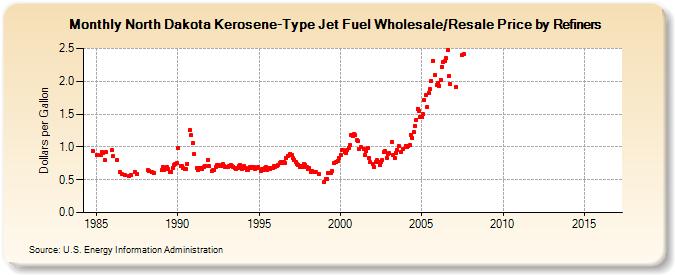 Monthly North Dakota Kerosene-Type Jet Fuel Wholesale/Resale Price by Refiners
Dollars per Gallon
2.5
2.0
1.5
1.0
0.5
0.0
1985 1990 1995 2000 2005 2010 2015
Source: U.S. Energy Information Administration